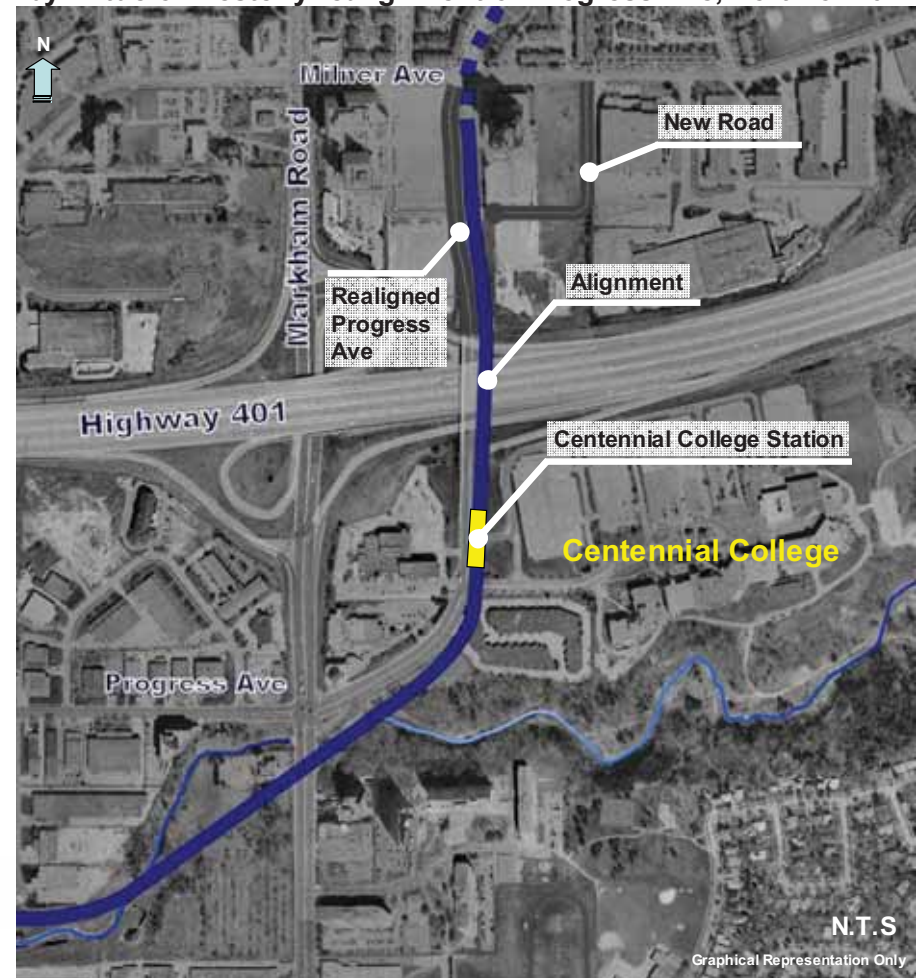 N
Milner Ave
New Road
Markham Road
Realigned
Progress
Ave
Alignment
Highway 401
Centennial College Station
Centennial College
Progress Ave
N.T.S
Graphical Representation Only